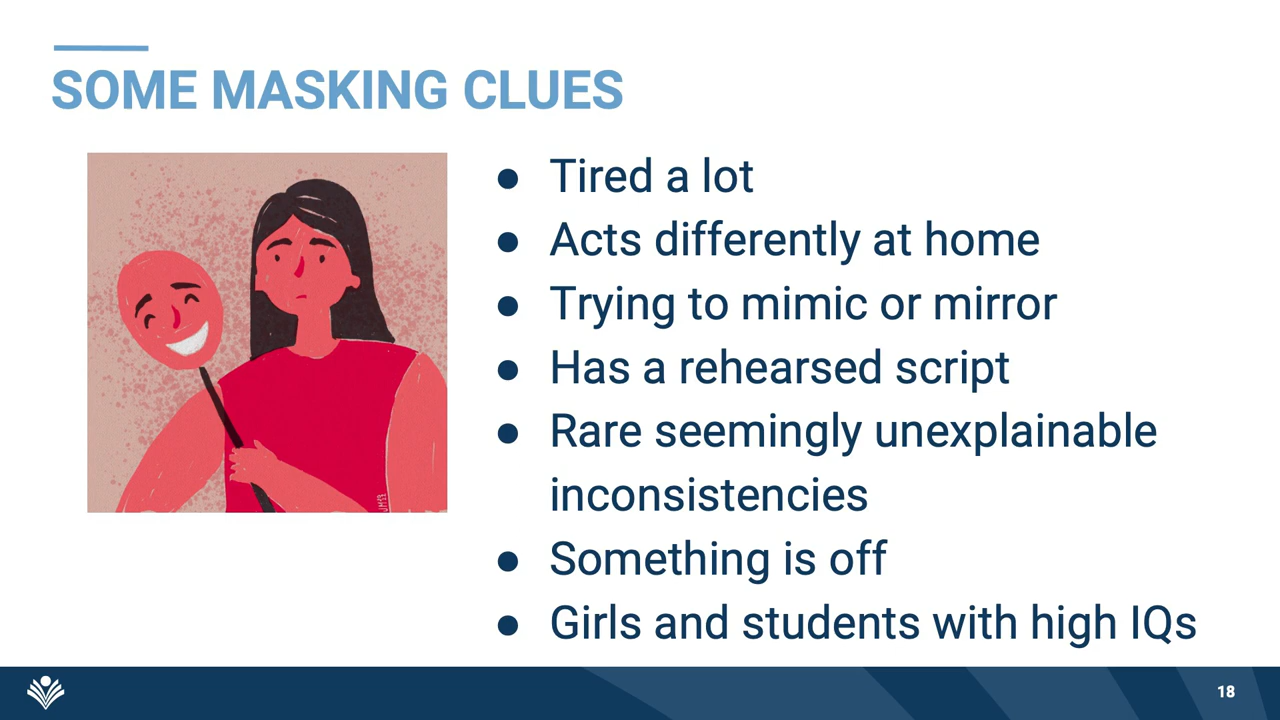 SOME MASKING CLUES
● Tired a lot
● Acts differently at home
● Trying to mimic or mirror
● Has a rehearsed script
● Rare seemingly unexplainable
inconsistencies
● Something is off
● Girls and students with high IQs
18